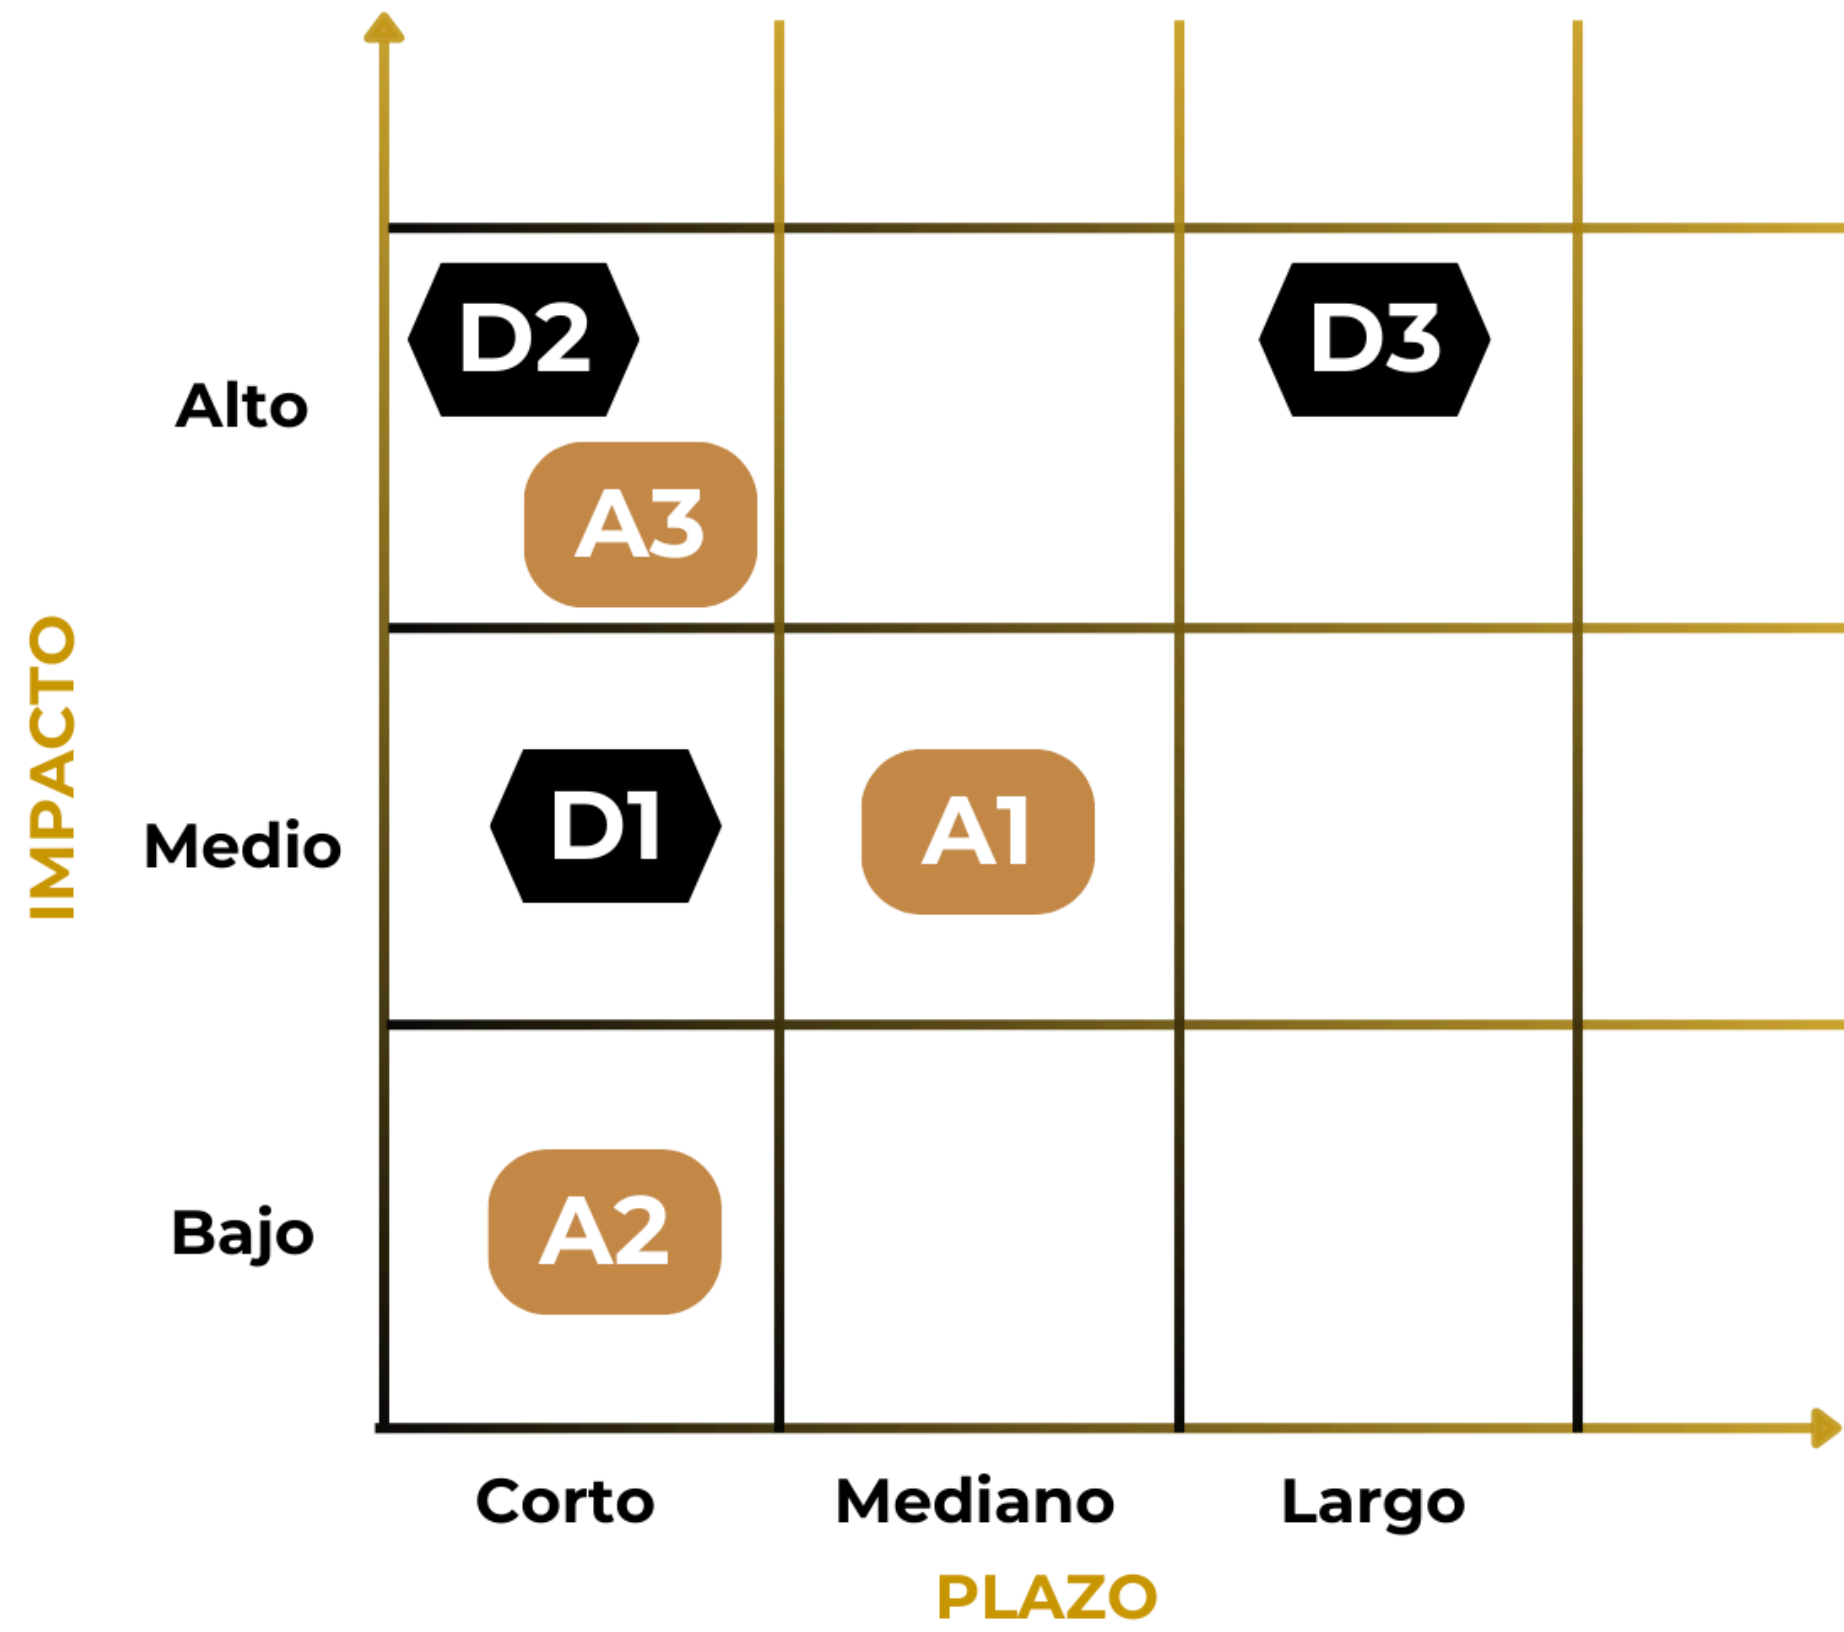 D2
D3
Alto
A3
IMPACTO
D1
A1
Medio
A2
Bajo
Corto
Mediano
Largo
PLAZO